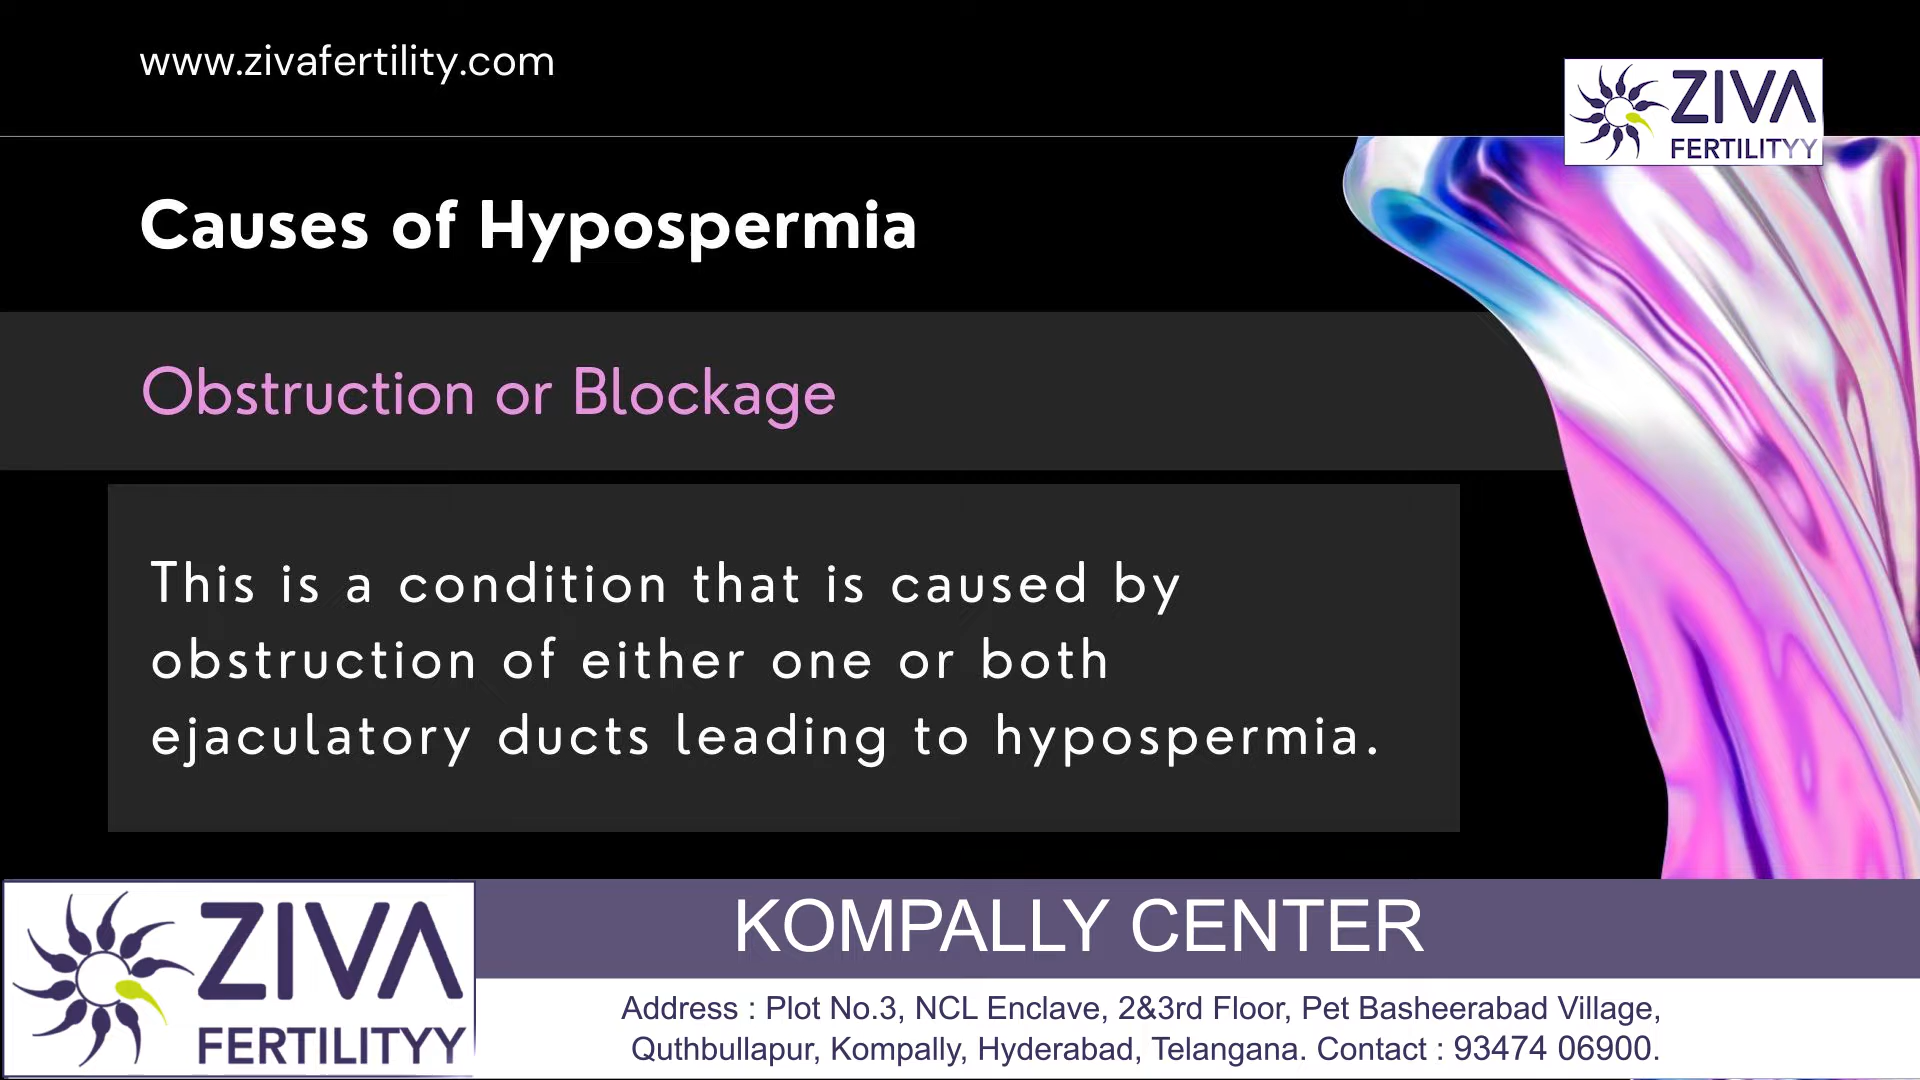 www.zivafertility.com
ZIVA
FERTILITYY
Causes of Hypospermia
Obstruction or Blockage
This is a condition that is caused by
obstruction of either one or both
ejaculatory ducts leading to hypospermia.
ZIVA
FERTILITYY
KOMPALLY CENTER
Address : Plot No.3, NCL Enclave, 2&3rd Floor, Pet Basheerabad Village,
Quthbullapur, Kompally, Hyderabad, Telangana. Contact : 93474 06900.